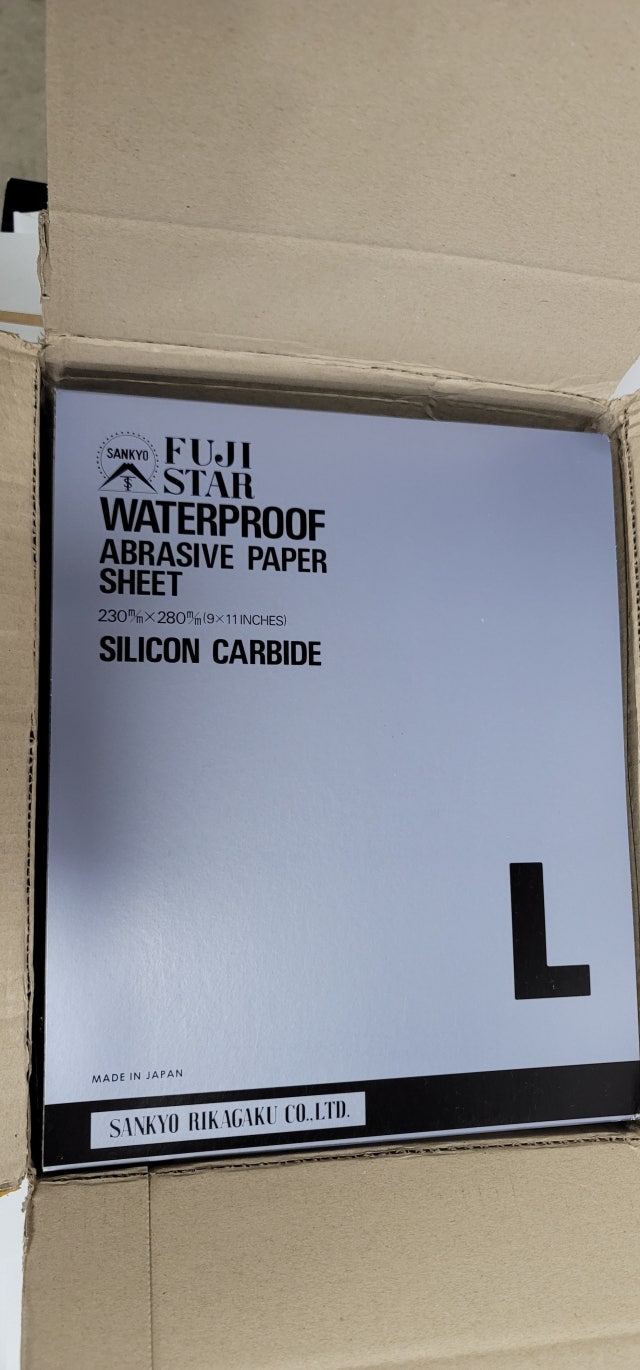 SANKYO
FUJI
STAR
WATERPROOF
ABRASIVE PAPER
SHEET
230㎜×280㎜(9×11 INCHES)
SILICON CARBIDE
L
MADE IN JAPAN
SANKYO RIKAGAKU CO.,LTD.